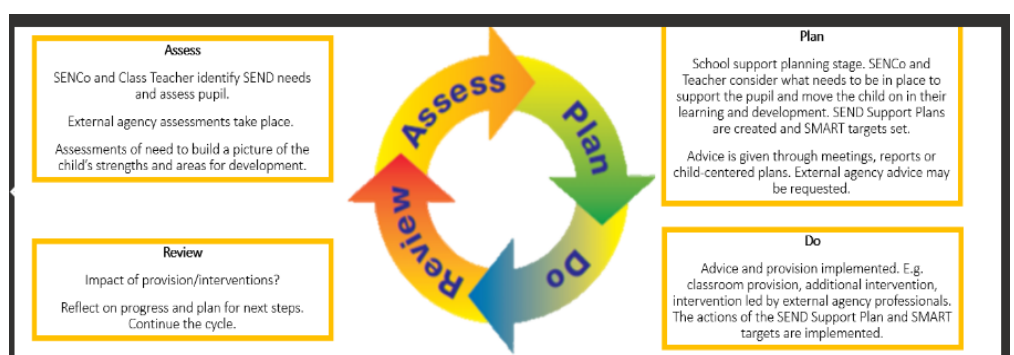 Assess
SENCo and Class Teacher identify SEND needs
and assess pupil.
External agency assessments take place.
Assessments of need to build a picture of the
child's strengths and areas for development.
Review
Impact of provision/interventions?
Reflect on progress and plan for next steps.
Continue the cycle.
Assess
Plan
Do
Review
Plan
School support planning stage. SENCo and
Teacher consider what needs to be in place to
support the pupil and move the child on in their
learning and development. SEND Support Plans
are created and SMART targets set.
Advice is given through meetings, reports or
child-centered plans. External agency advice may
be requested.
Do
Advice and provision implemented. E.g.
classroom provision, additional intervention,
intervention led by external agency professionals.
The actions of the SEND Support Plan and SMART
targets are implemented.